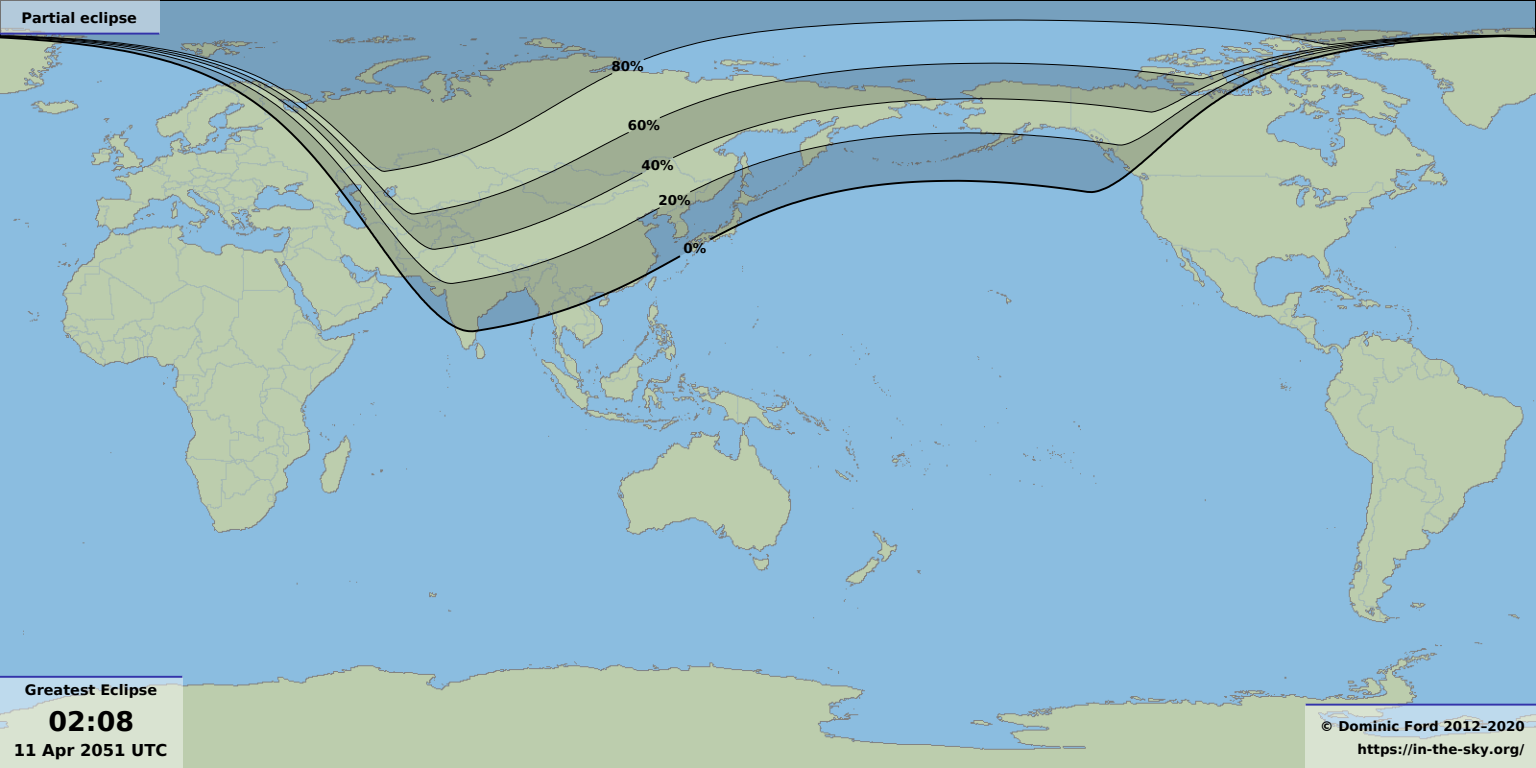 Partial eclipse
80%
60%
40%
20%
0%
Greatest Eclipse
02:08
11 Apr 2051 UTC
© Dominic Ford 2012–2020
https://in-the-sky.org/